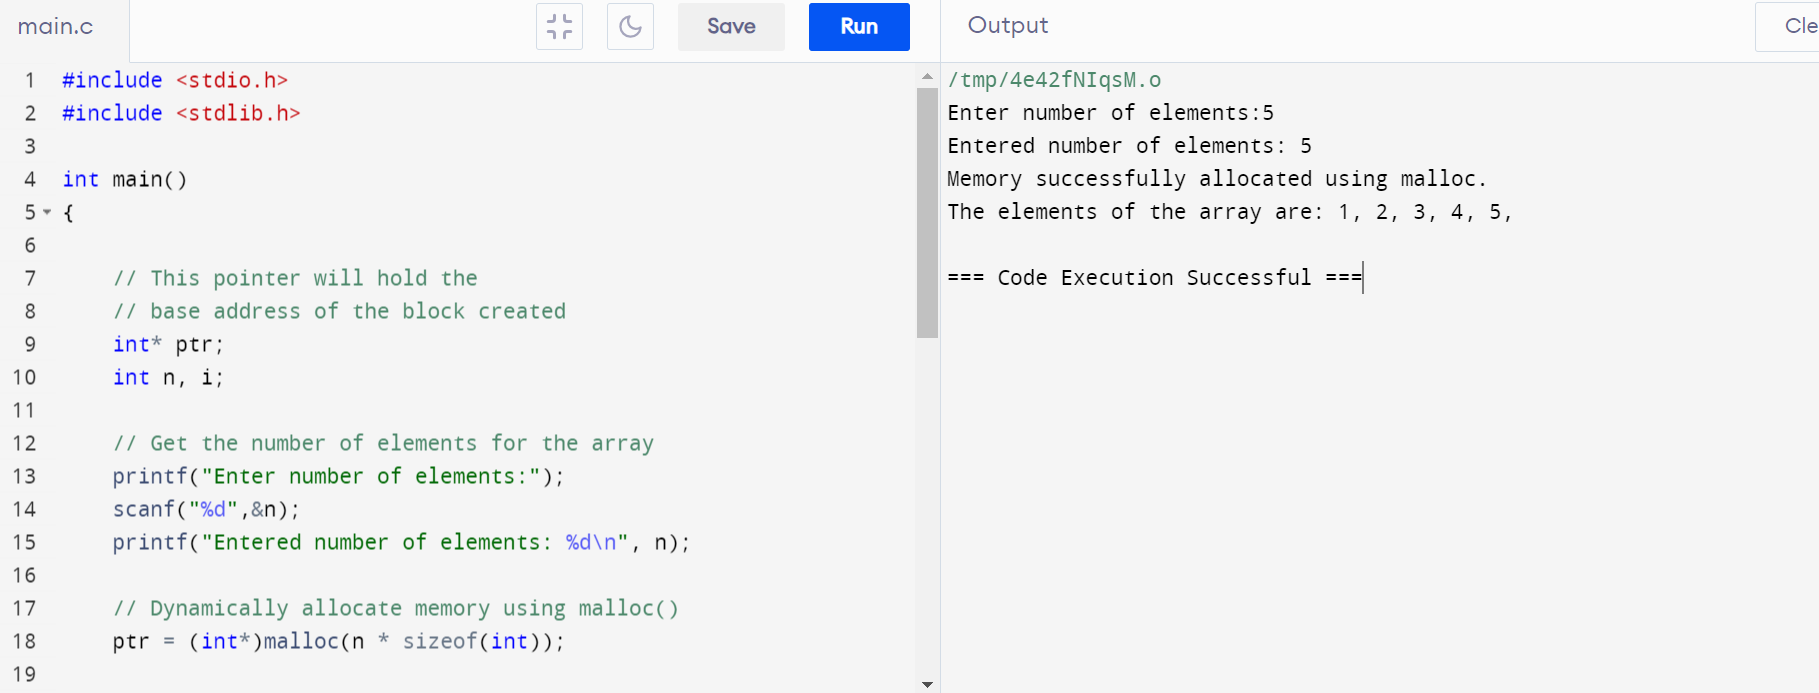 main.c
Save
Run
1 #include <stdio.h>
2 #include <stdlib.h>
3
4 int main()
5 {
6
7     // This pointer will hold the
8     // base address of the block created
9     int* ptr;
10     int n, i;
11
12     // Get the number of elements for the array
13     printf("Enter number of elements:");
14     scanf("%d",&n);
15     printf("Entered number of elements: %d\n", n);
16
17     // Dynamically allocate memory using malloc()
18     ptr = (int*)malloc(n * sizeof(int));
19
Output
Cle
/tmp/4e42fNIqsM.o
Enter number of elements:5
Entered number of elements: 5
Memory successfully allocated using malloc.
The elements of the array are: 1, 2, 3, 4, 5,
=== Code Execution Successful ===